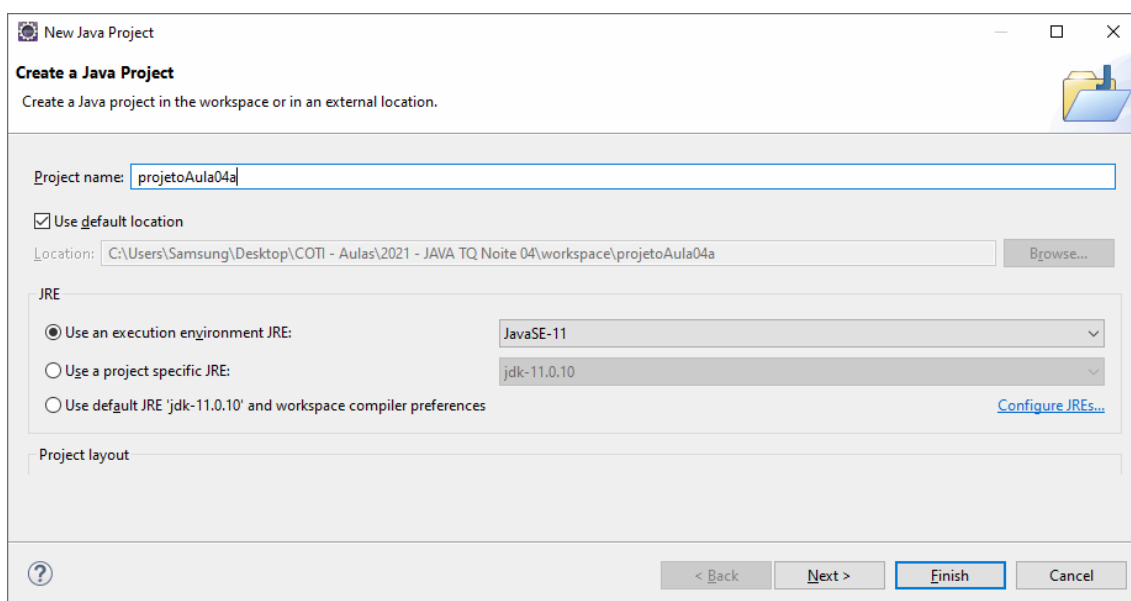 New Java Project
Create a Java Project
Create a Java project in the workspace or in an external location.
Project name: projetoAula04a
Use default location
Location: C:\Users\Samsung\Desktop\COTI - Aulas\2021 - JAVA TQ Noite 04\workspace\projetoAula04a Browse...
JRE
Use an execution environment JRE: JavaSE-11
Use a project specific JRE: jdk-11.0.10
Use default JRE 'jdk-11.0.10' and workspace compiler preferences Configure JREs...
Project layout
? < Back Next > Finish Cancel